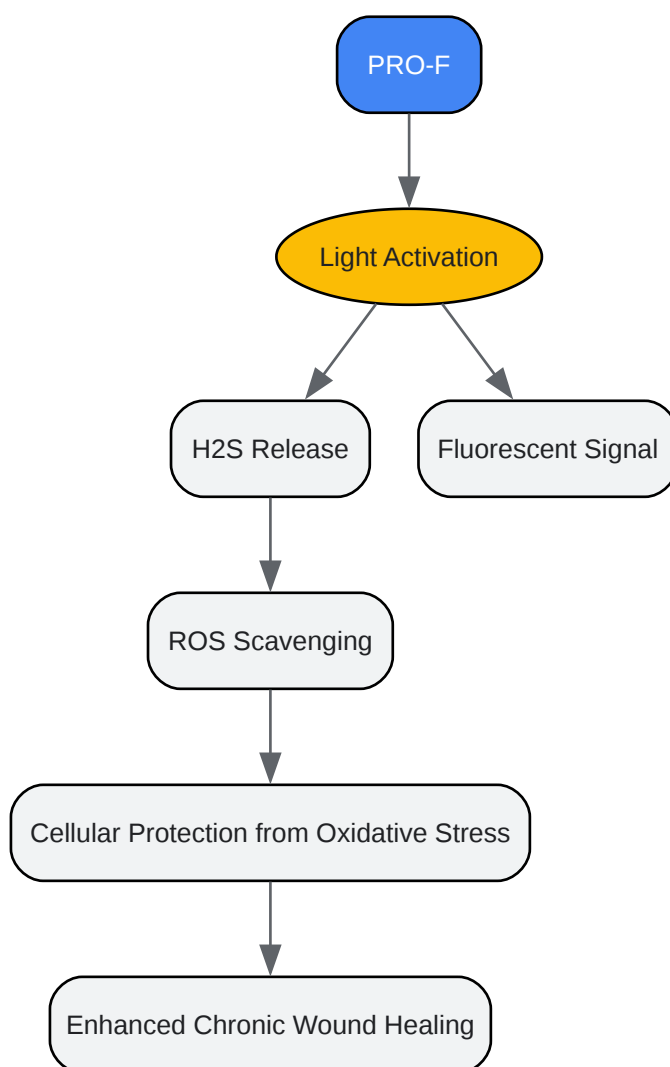 PRO-F
Light Activation
H2S Release
Fluorescent Signal
ROS Scavenging
Cellular Protection from Oxidative Stress
Enhanced Chronic Wound Healing